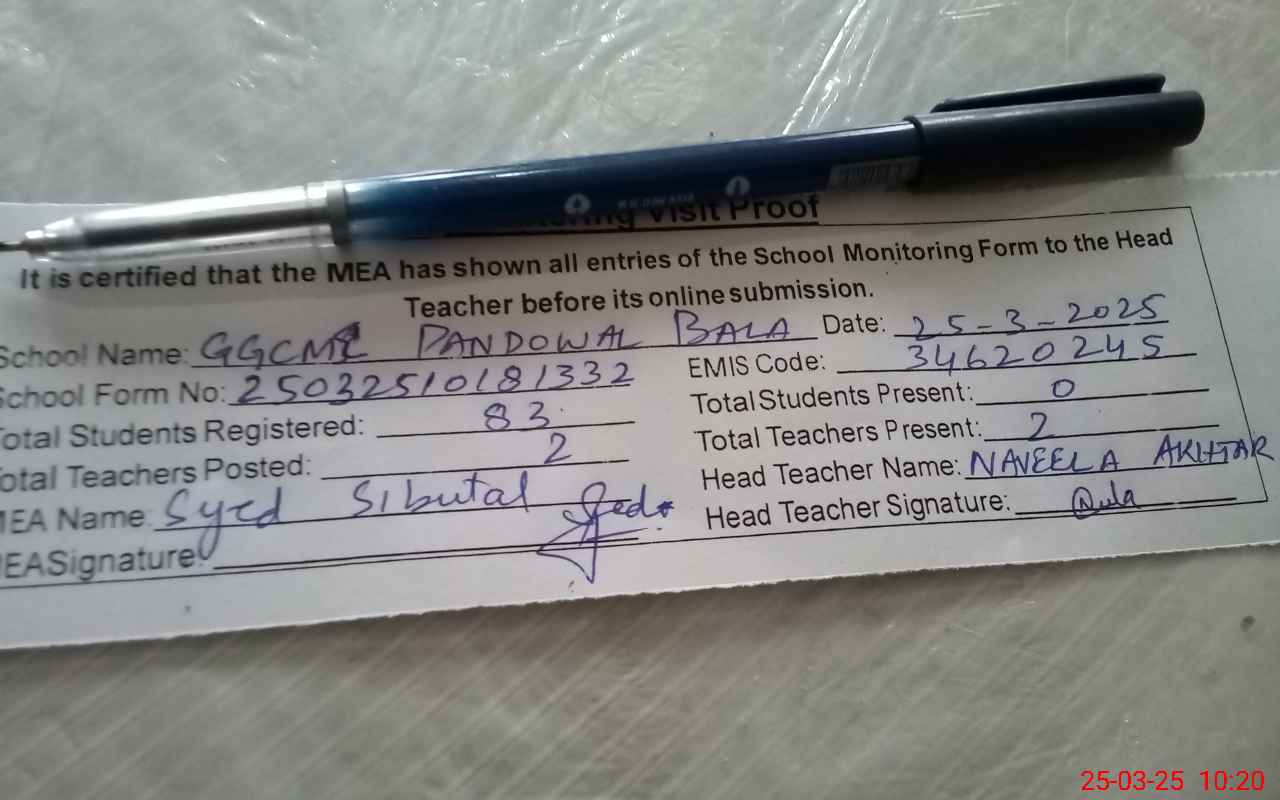 Visit Proof
It is certified that the MEA has shown all entries of the School Monitoring Form to the Head
Teacher before its online submission.
School Name: GGCMS PANDOWAL BALA Date: 25-3-2025
School Form No: 25032510181332 EMIS Code: 34620245
Total Students Registered: 83 Total Students Present: 0
Total Teachers Posted: 2 Total Teachers Present: 2
MEA Name: Syed Sibutal Head Teacher Name: NAVEELA AKHTAR
MEA Signature: Head Teacher Signature:
25-03-25 10:20